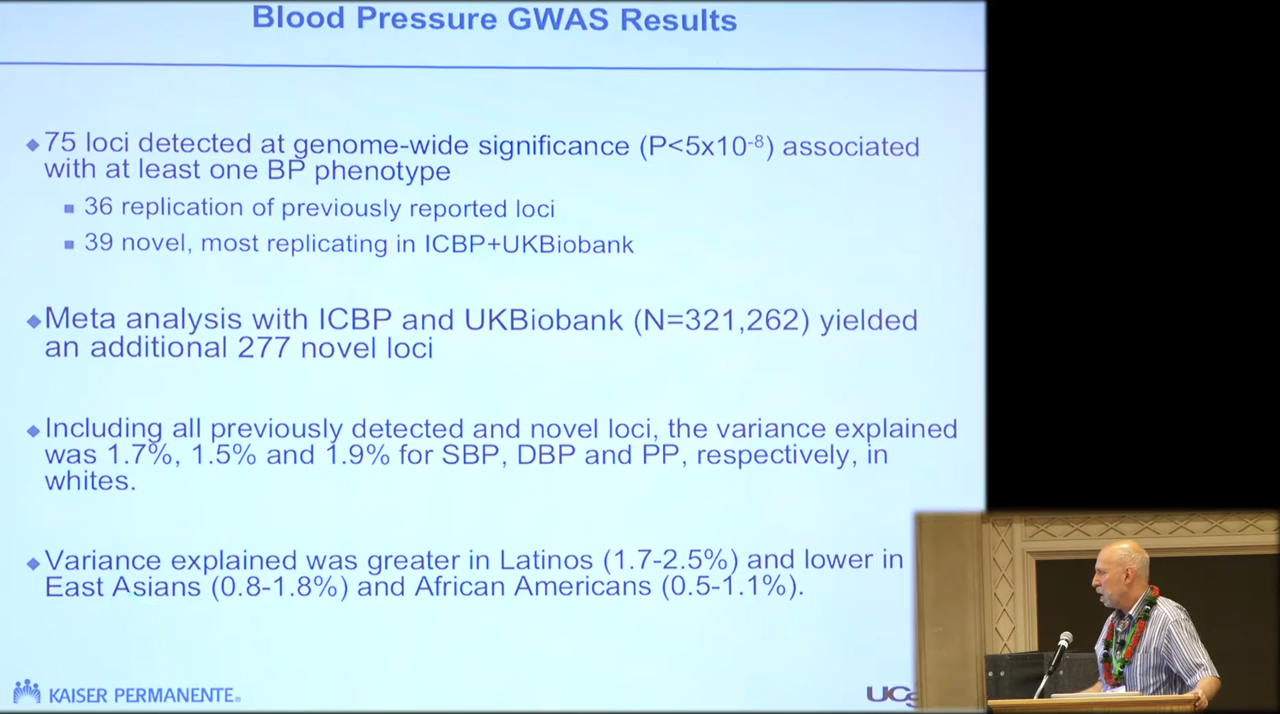 Blood Pressure GWAS Results
75 loci detected at genome-wide significance (P<5x10⁻⁸) associated
with at least one BP phenotype
36 replication of previously reported loci
39 novel, most replicating in ICBP+UKBiobank
Meta analysis with ICBP and UKBiobank (N=321,262) yielded
an additional 277 novel loci
Including all previously detected and novel loci, the variance explained
was 1.7%, 1.5% and 1.9% for SBP, DBP and PP, respectively, in
whites.
Variance explained was greater in Latinos (1.7-2.5%) and lower in
East Asians (0.8-1.8%) and African Americans (0.5-1.1%).
KAISER PERMANENTE®